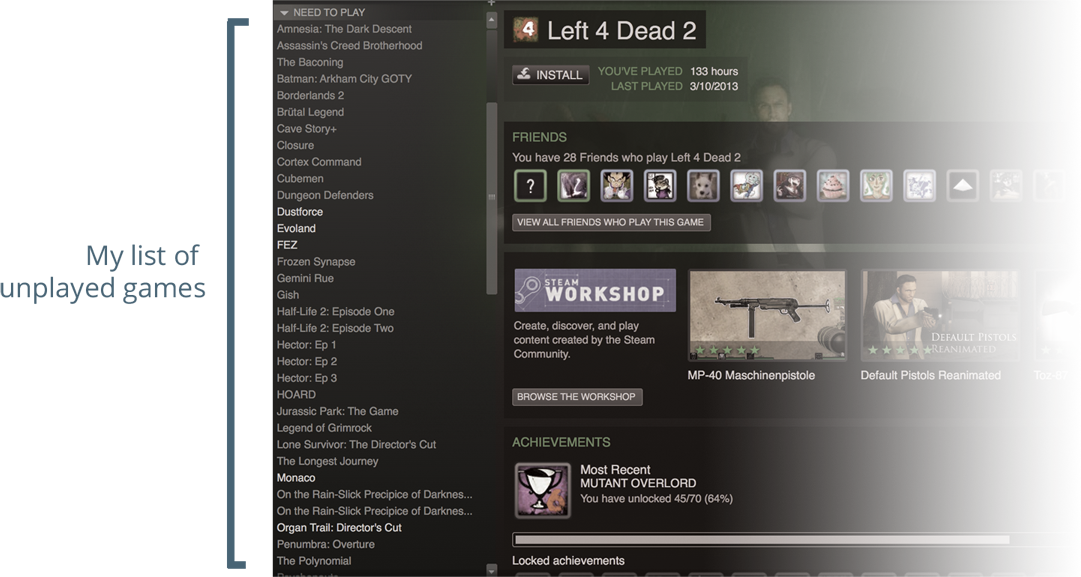 My list of
unplayed games
NEED TO PLAY
Amnesia: The Dark Descent
Assassin's Creed Brotherhood
The Baconing
Batman: Arkham City GOTY
Borderlands 2
Brütal Legend
Cave Story+
Closure
Cortex Command
Cubemen
Dungeon Defenders
Dustforce
Evoland
FEZ
Frozen Synapse
Gemini Rue
Gish
Half-Life 2: Episode One
Half-Life 2: Episode Two
Hector: Ep 1
Hector: Ep 2
Hector: Ep 3
HOARD
Jurassic Park: The Game
Legend of Grimrock
Lone Survivor: The Director's Cut
The Longest Journey
Monaco
On the Rain-Slick Precipice of Darknes...
On the Rain-Slick Precipice of Darknes...
Organ Trail: Director's Cut
Penumbra: Overture
The Polynomial
4 Left 4 Dead 2
INSTALL
YOU'VE PLAYED 133 hours
LAST PLAYED 3/10/2013
FRIENDS
You have 28 Friends who play Left 4 Dead 2
?
VIEW ALL FRIENDS WHO PLAY THIS GAME
STEAM
WORKSHOP
Create, discover, and play
content created by the Steam
Community.
BROWSE THE WORKSHOP
MP-40 Maschinenpistole
DEFAULT PISTOLS
REANIMATED
Default Pistols Reanimated
ACHIEVEMENTS
Most Recent
MUTANT OVERLORD
You have unlocked 45/70 (64%)
Locked achievements